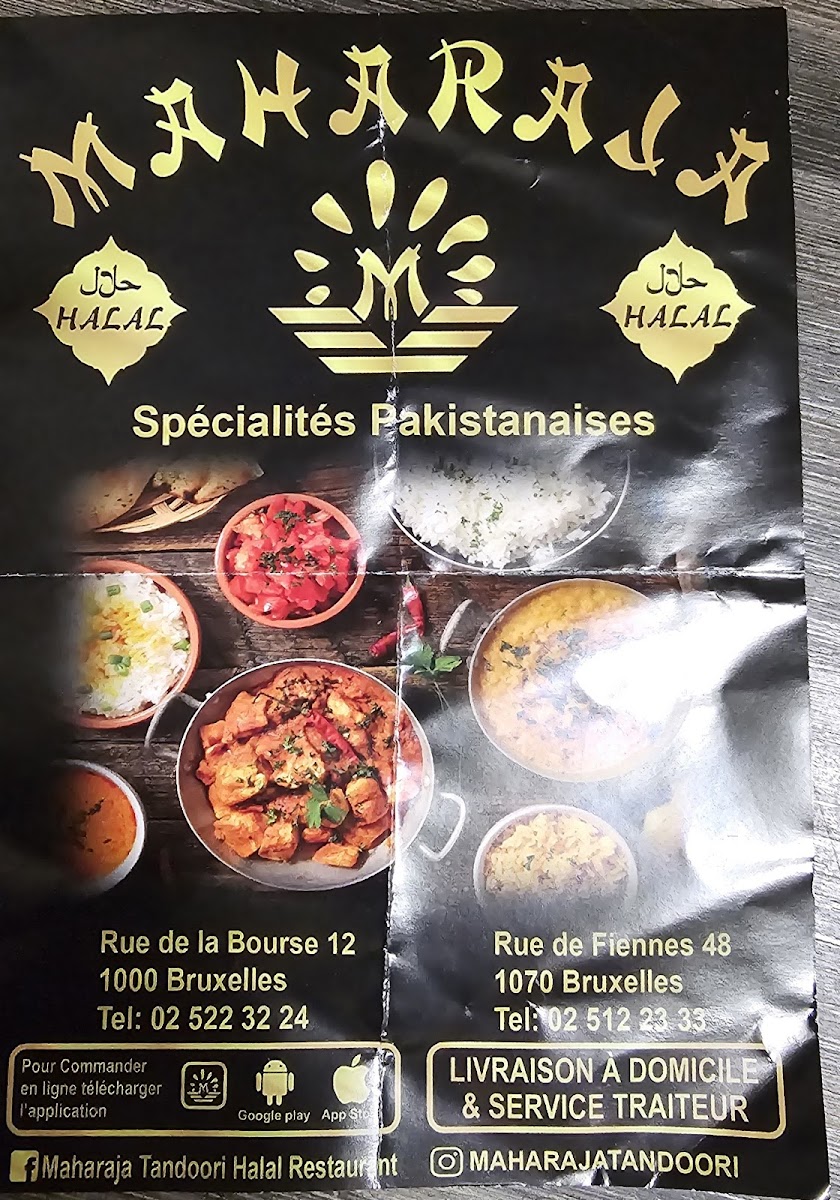 MAHARAJA
M
حلال
HALAL
حلال
HALAL
Spécialités Pakistanaises
Rue de la Bourse 12
1000 Bruxelles
Tel: 02 522 32 24
Rue de Fiennes 48
1070 Bruxelles
Tel: 02 512 23 33
Pour Commander
en ligne télécharger
l'application
M
Google play
App Store
LIVRAISON À DOMICILE
& SERVICE TRAITEUR
Maharaja Tandoori Halal Restaurant
MAHARAJATANDOORI